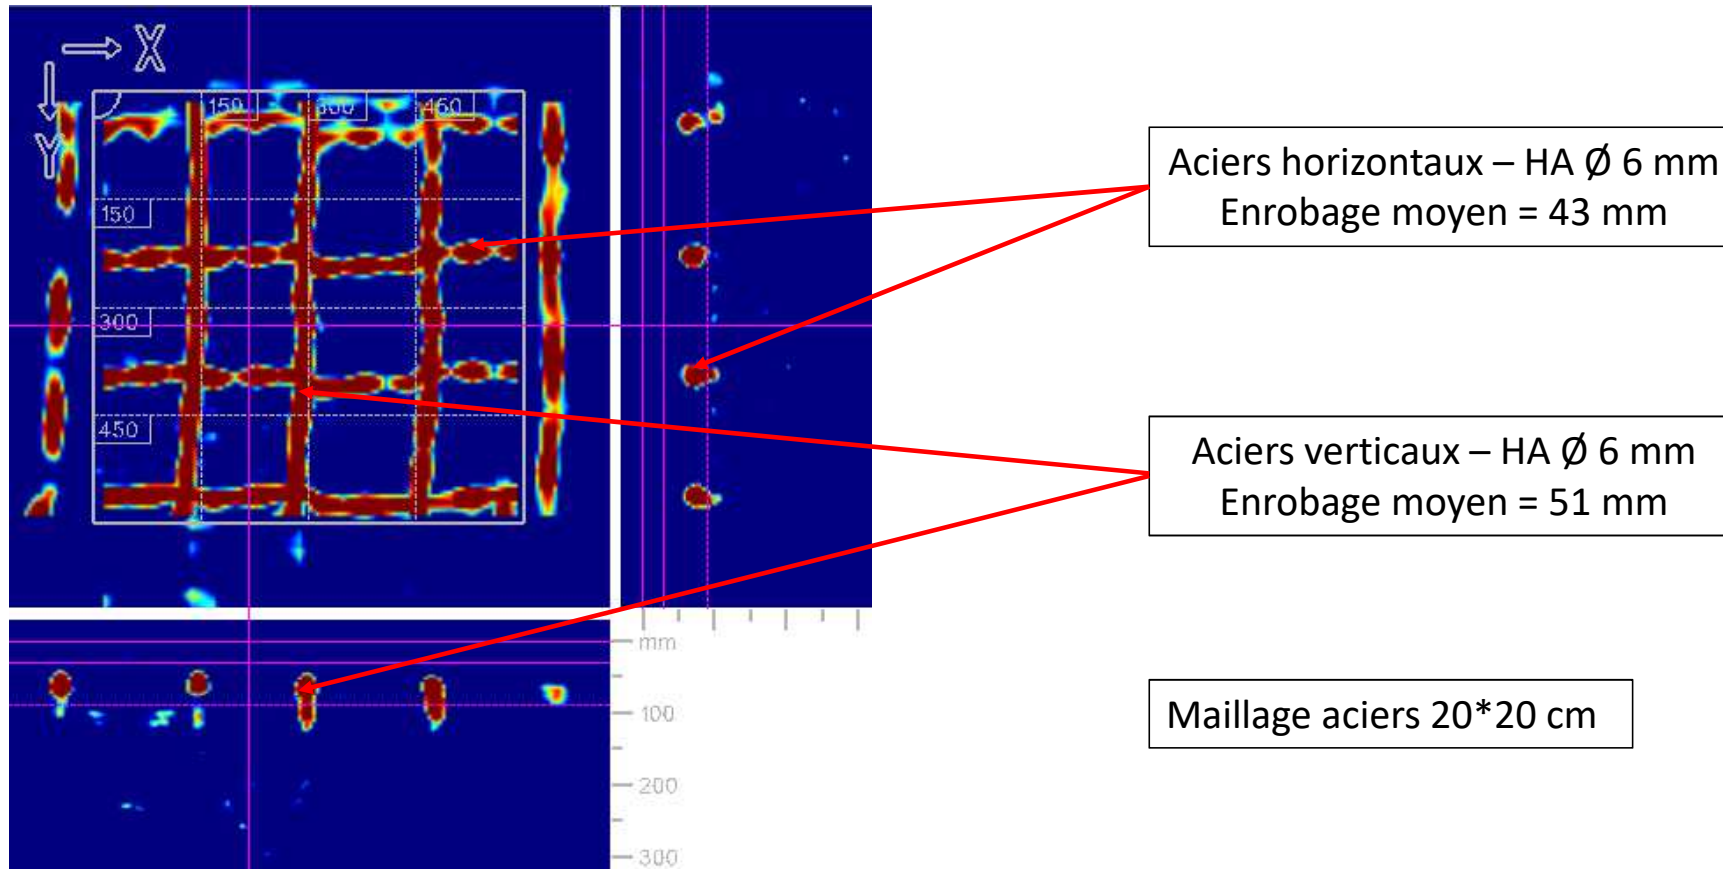 X
Y
150
300
450
150
300
450
mm
100
200
300
Aciers horizontaux – HA Ø 6 mm
Enrobage moyen = 43 mm
Aciers verticaux – HA Ø 6 mm
Enrobage moyen = 51 mm
Maillage aciers 20*20 cm